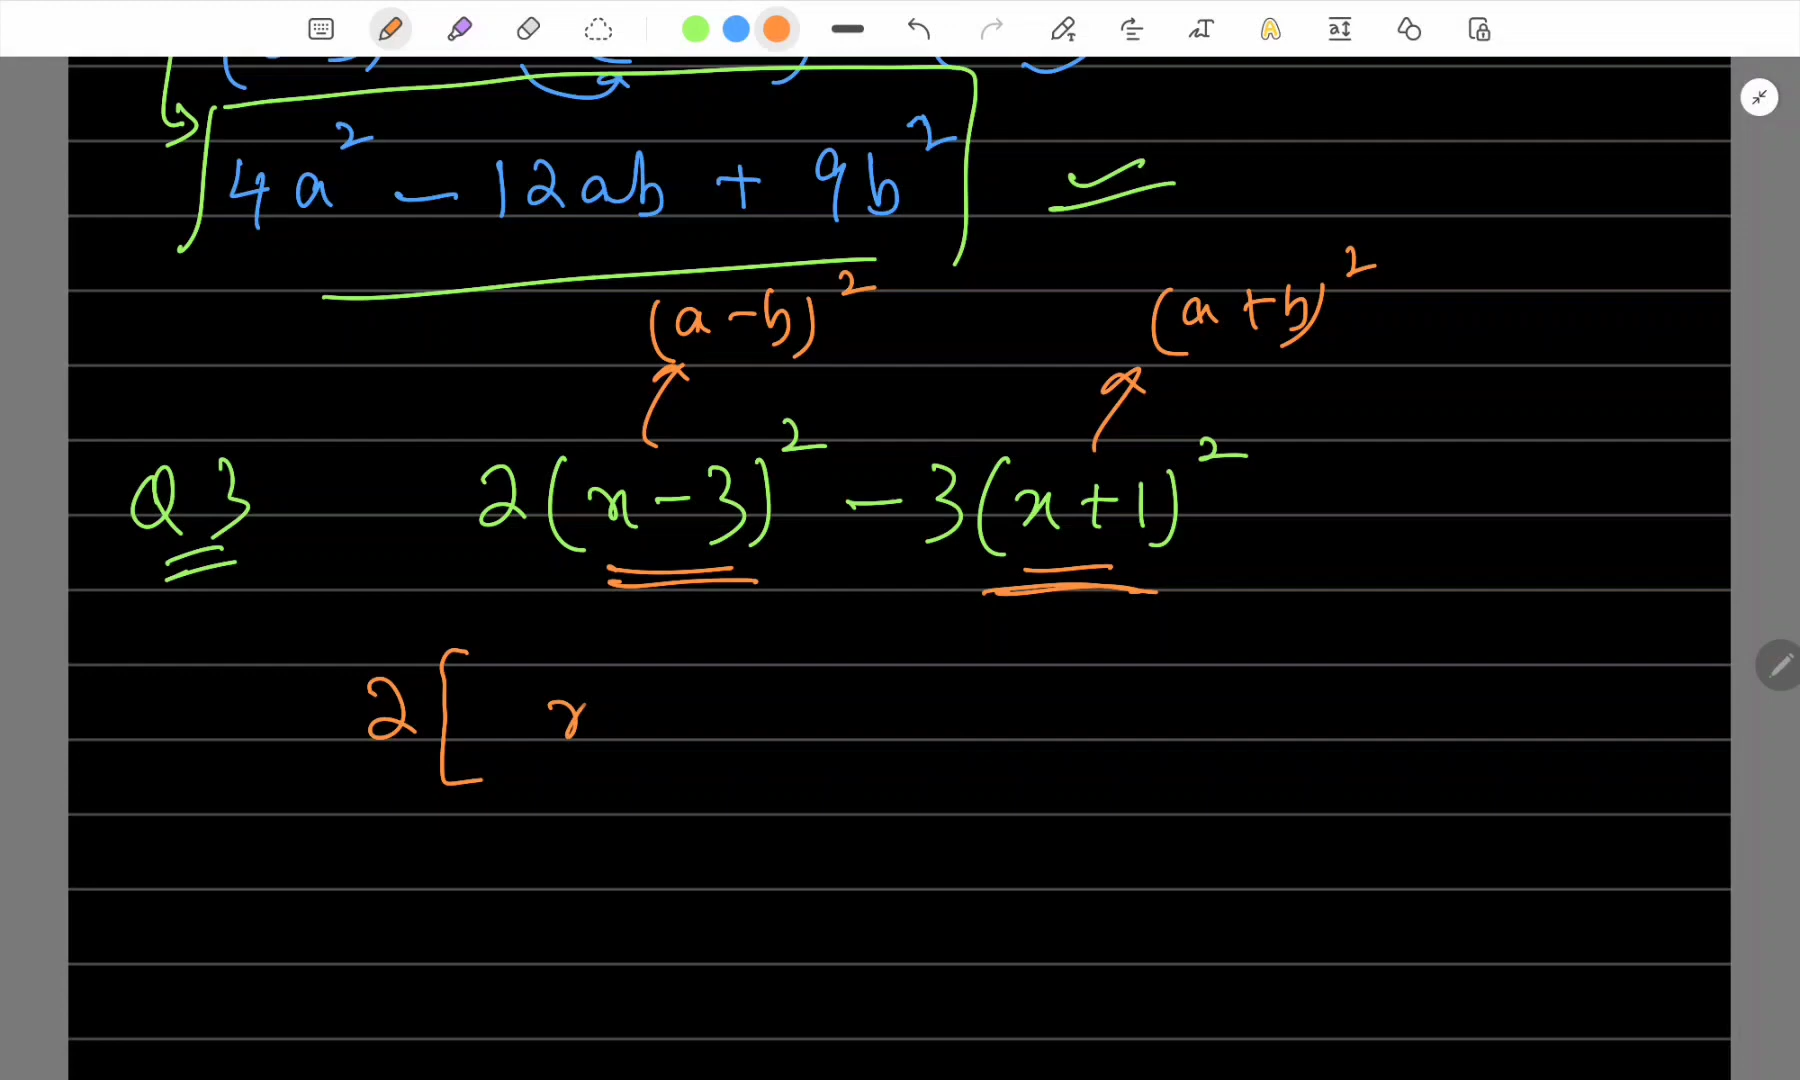 4a² - 12ab + 9b²
(a-b)² (a+b)²
Q3 2(x-3)² - 3(x+1)²
2[ x